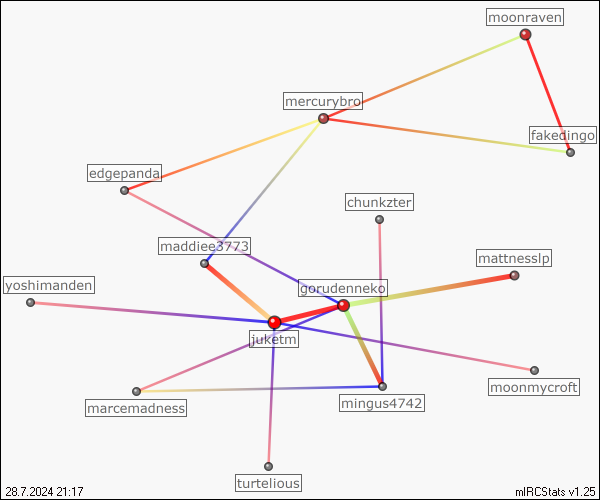 moonraven
mercurybro
fakedingo
edgepanda
chunkzter
maddiee3773
mattnesslp
yoshimanden
gorudenneko
juketm
moonmycroft
marcemadness
mingus4742
turtelious
28.7.2024 21:17
mIRCStats v1.25